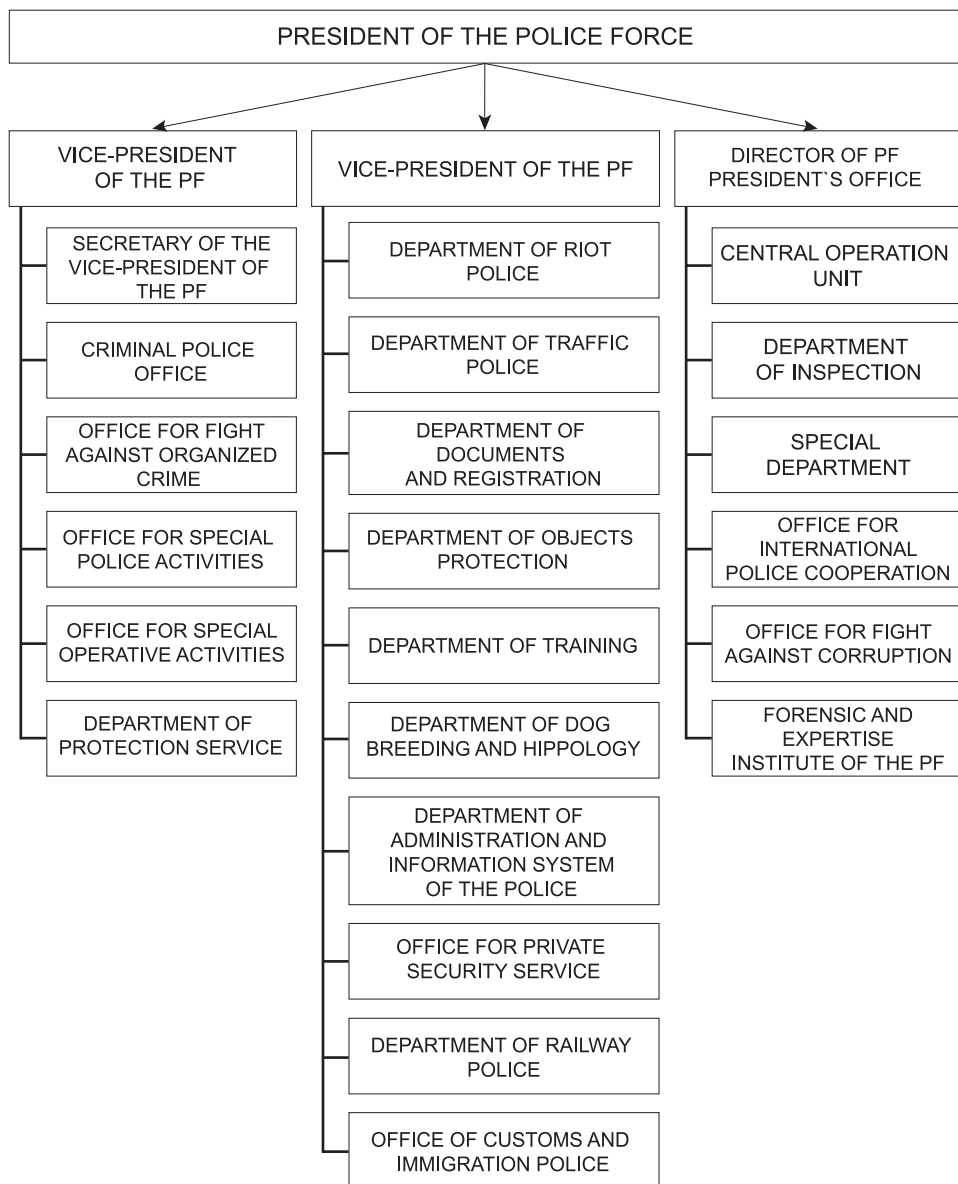 PRESIDENT OF THE POLICE FORCE
VICE-PRESIDENT
OF THE PF
SECRETARY OF THE
VICE-PRESIDENT OF
THE PF
CRIMINAL POLICE
OFFICE
OFFICE FOR FIGHT
AGAINST ORGANIZED
CRIME
OFFICE FOR SPECIAL
POLICE ACTIVITIES
OFFICE FOR SPECIAL
OPERATIVE ACTIVITIES
DEPARTMENT OF
PROTECTION SERVICE
VICE-PRESIDENT OF THE PF
DEPARTMENT OF RIOT
POLICE
DEPARTMENT OF TRAFFIC
POLICE
DEPARTMENT OF
DOCUMENTS
AND REGISTRATION
DEPARTMENT OF OBJECTS
PROTECTION
DEPARTMENT OF TRAINING
DEPARTMENT OF DOG
BREEDING AND HIPPOLOGY
DEPARTMENT OF
ADMINISTRATION AND
INFORMATION SYSTEM
OF THE POLICE
OFFICE FOR PRIVATE
SECURITY SERVICE
DEPARTMENT OF RAILWAY
POLICE
OFFICE OF CUSTOMS AND
IMMIGRATION POLICE
DIRECTOR OF PF
PRESIDENT`S OFFICE
CENTRAL OPERATION
UNIT
DEPARTMENT
OF INSPECTION
SPECIAL
DEPARTMENT
OFFICE FOR
INTERNATIONAL
POLICE COOPERATION
OFFICE FOR FIGHT
AGAINST CORRUPTION
FORENSIC AND
EXPERTISE
INSTITUTE OF THE PF